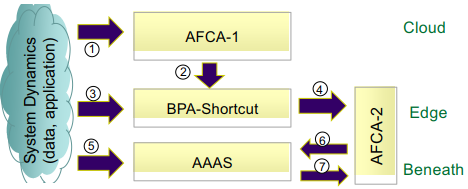 System Dynamics
(data, application)
1
AFCA-1
Cloud
2
3
BPA-Shortcut
4
AFCA-2
Edge
5
AAAS
6
7
Beneath